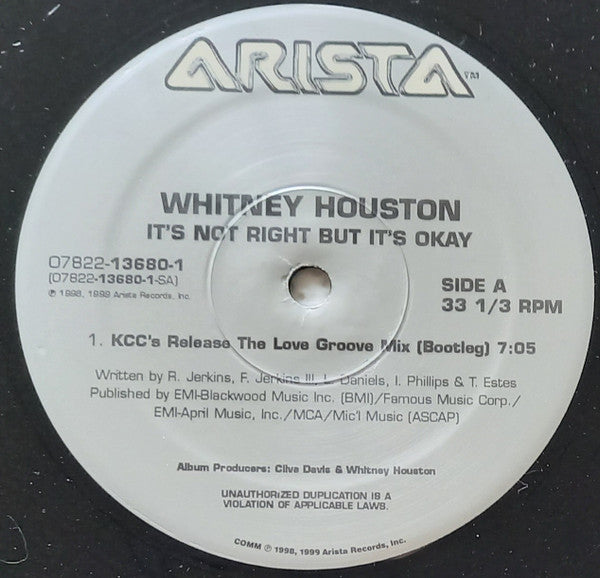 ARISTA™
WHITNEY HOUSTON
IT'S NOT RIGHT BUT IT'S OKAY
07822-13680-1
(07822-13680-1-SA)
℗ 1998, 1999 Arista Records, Inc.
SIDE A
33 1/3 RPM
1. KCC's Release The Love Groove Mix (Bootleg) 7:05
Written by R. Jerkins, F. Jerkins III, L. Daniels, I. Phillips & T. Estes
Published by EMI-Blackwood Music Inc. (BMI)/Famous Music Corp./
EMI-April Music, Inc./MCA/Mic'l Music (ASCAP)
Album Producers: Clive Davis & Whitney Houston
UNAUTHORIZED DUPLICATION IS A
VIOLATION OF APPLICABLE LAWS.
COMM ℗ 1998, 1999 Arista Records, Inc.